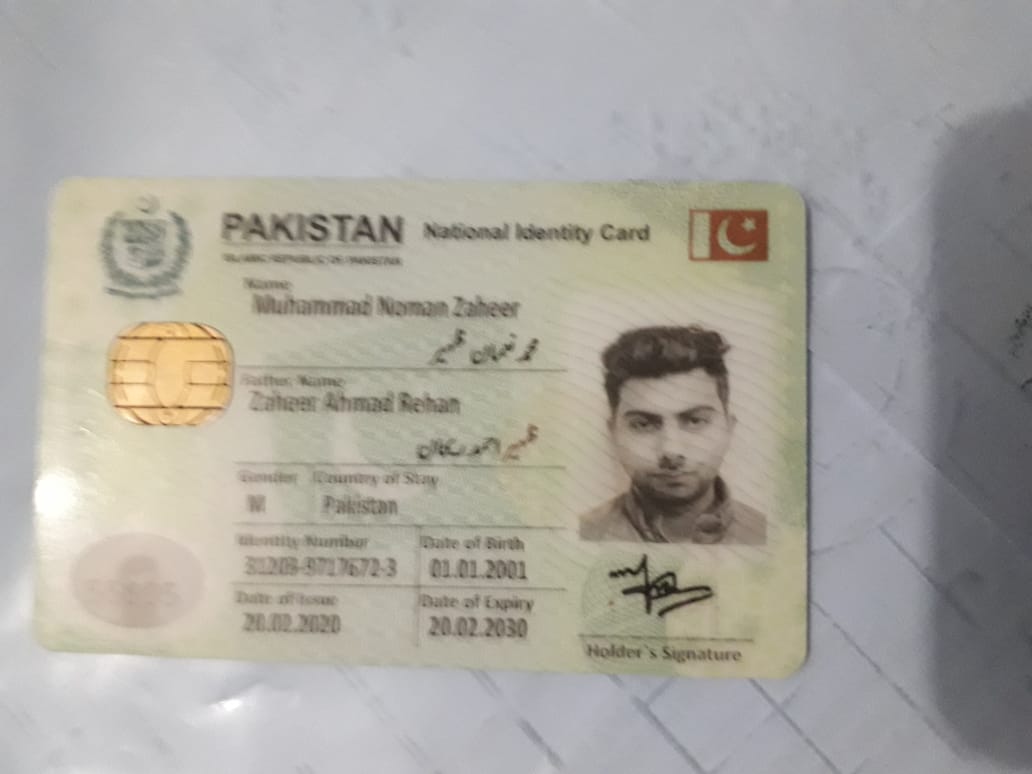 PAKISTAN National Identity Card
ISLAMIC REPUBLIC OF PAKISTAN
Name
Muhammad Noman Zaheer
محمد نعمان ظہیر
Father Name
Zaheer Ahmad Rehan
ظہیر احمد ریحان
Gender Country of Stay
M Pakistan
Identity Number Date of Birth
31203-9717672-3 01.01.2001
Date of Issue Date of Expiry
20.02.2020 20.02.2030
Holder's Signature